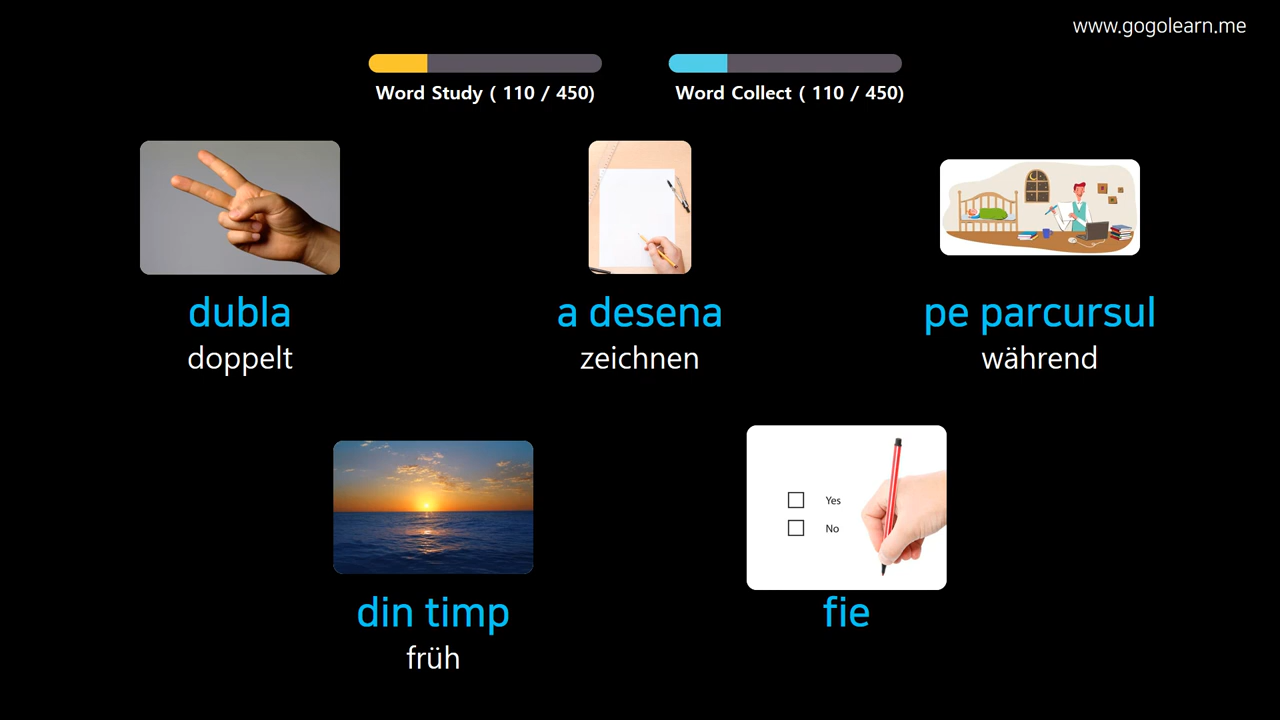 www.gogolearn.me
Word Study ( 110 / 450)
Word Collect ( 110 / 450)
dubla
doppelt
a desena
zeichnen
pe parcursul
während
din timp
früh
Yes
No
fie